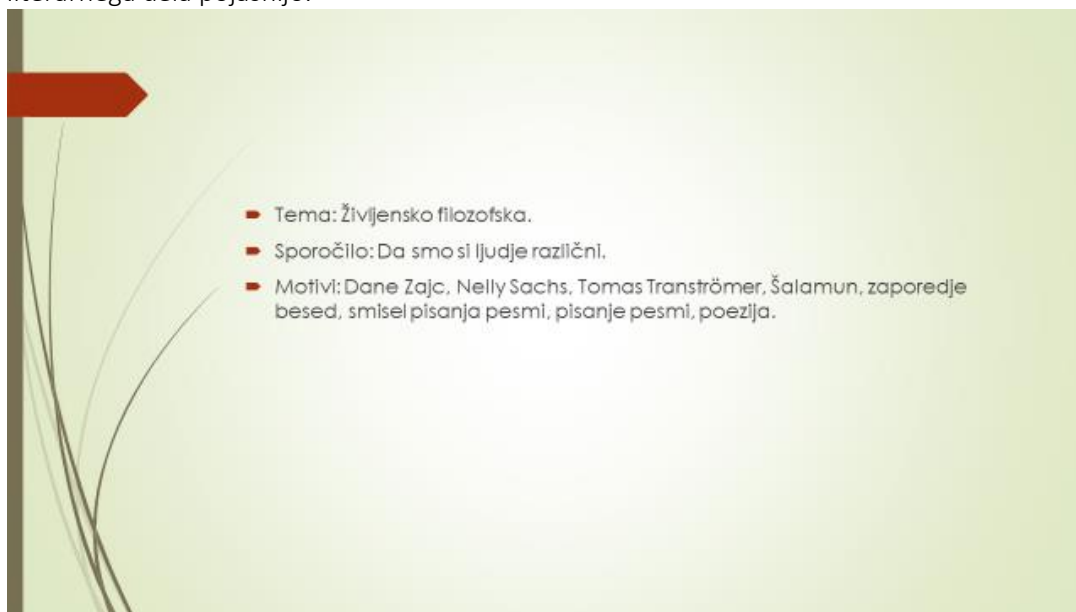 Tema: Življensko filozofska.
Sporočilo: Da smo si ljudje različni.
Motivi: Dane Zajc, Nelly Sachs, Tomas Tranströmer, Šalamun, zaporedje
besed, smisel pisanja pesmi, pisanje pesmi, poezija.